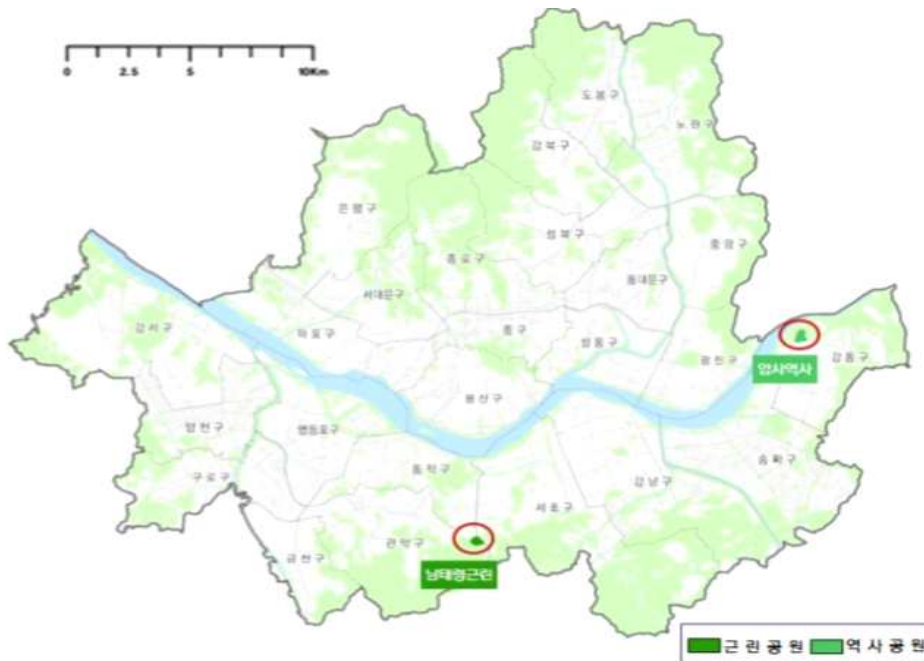 0 2.5 5 10Km
도봉구
노원구
강북구
은평구
성북구
중랑구
종로구
동대문구
서대문구
강서구
마포구
중구
성동구
광진구
강동구
암사역사
용산구
양천구
영등포구
동작구
송파구
구로구
강남구
서초구
관악구
금천구
남태령근린
근린공원 역사공원